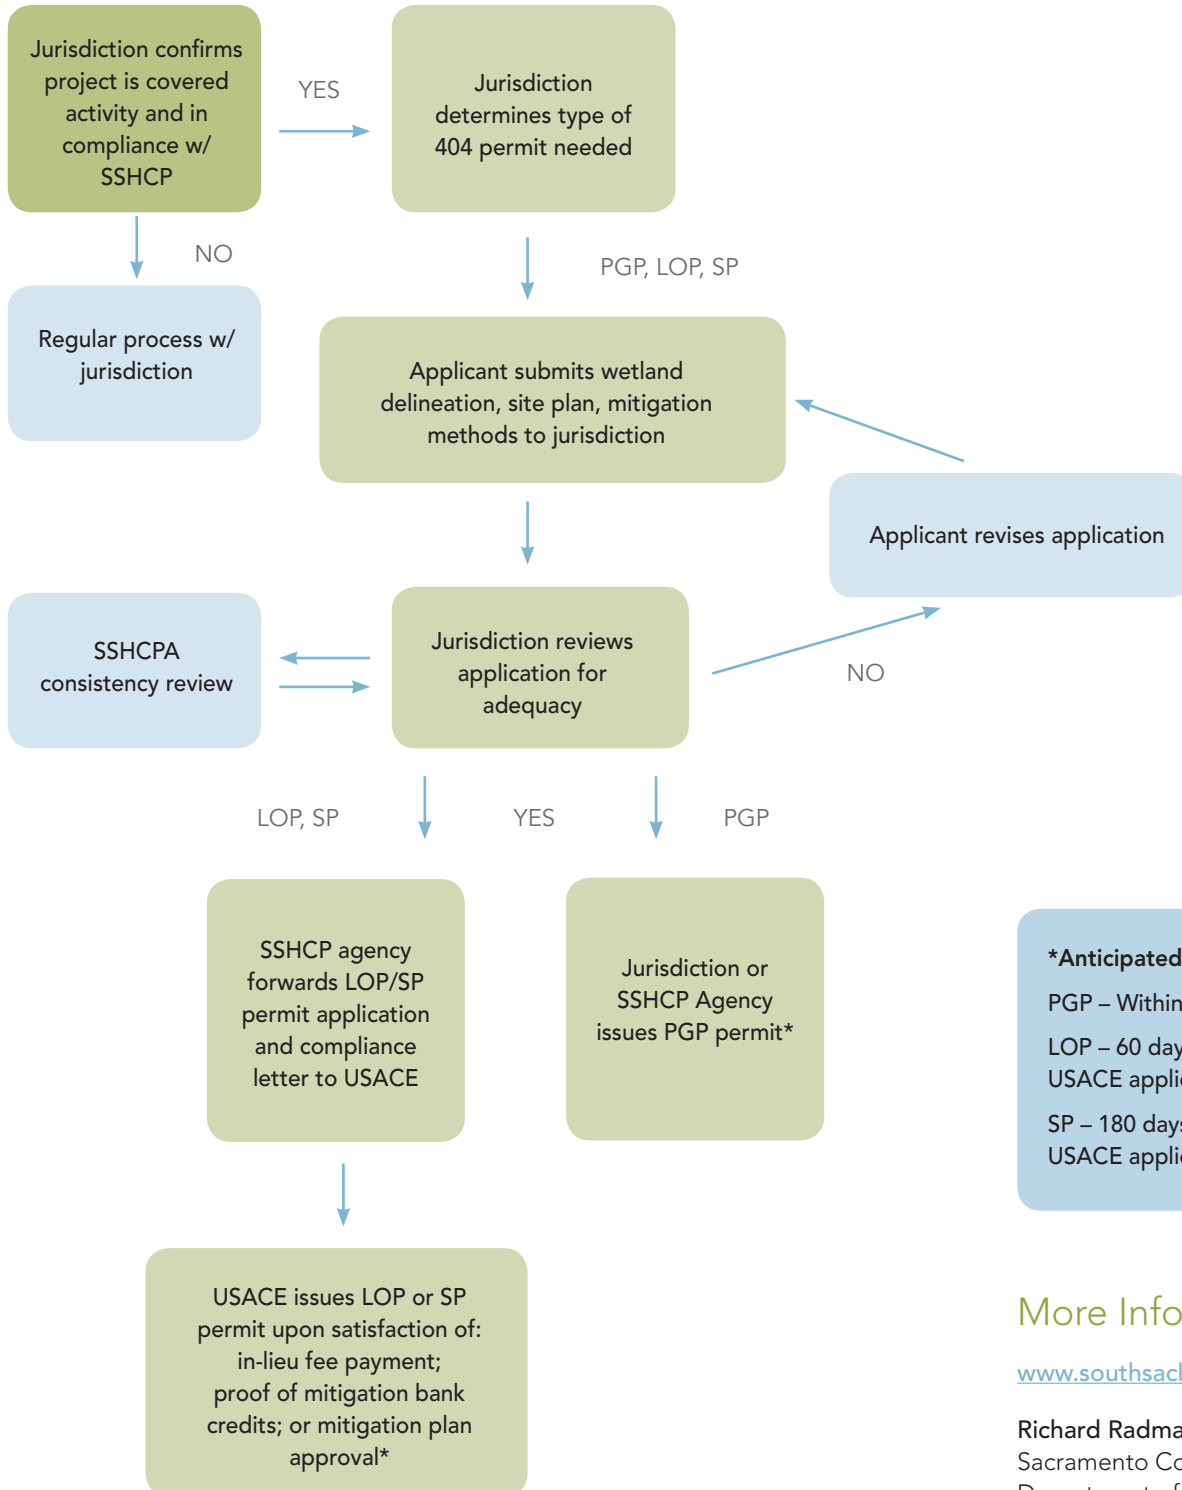 Jurisdiction confirms
project is covered
activity and in
compliance w/
SSHCP
YES
Jurisdiction
determines type of
404 permit needed
NO
PGP, LOP, SP
Regular process w/
jurisdiction
Applicant submits wetland
delineation, site plan, mitigation
methods to jurisdiction
Applicant revises application
SSHCPA
consistency review
Jurisdiction reviews
application for
adequacy
NO
LOP, SP
YES
PGP
SSHCP agency
forwards LOP/SP
permit application
and compliance
letter to USACE
Jurisdiction or
SSHCP Agency
issues PGP permit*
USACE issues LOP or SP
permit upon satisfaction of:
in-lieu fee payment;
proof of mitigation bank
credits; or mitigation plan
approval*
*Anticipated
PGP – Within
LOP – 60 day
USACE appli
SP – 180 days
USACE appli
More Info
www.southsac
Richard Radma
Sacramento Co